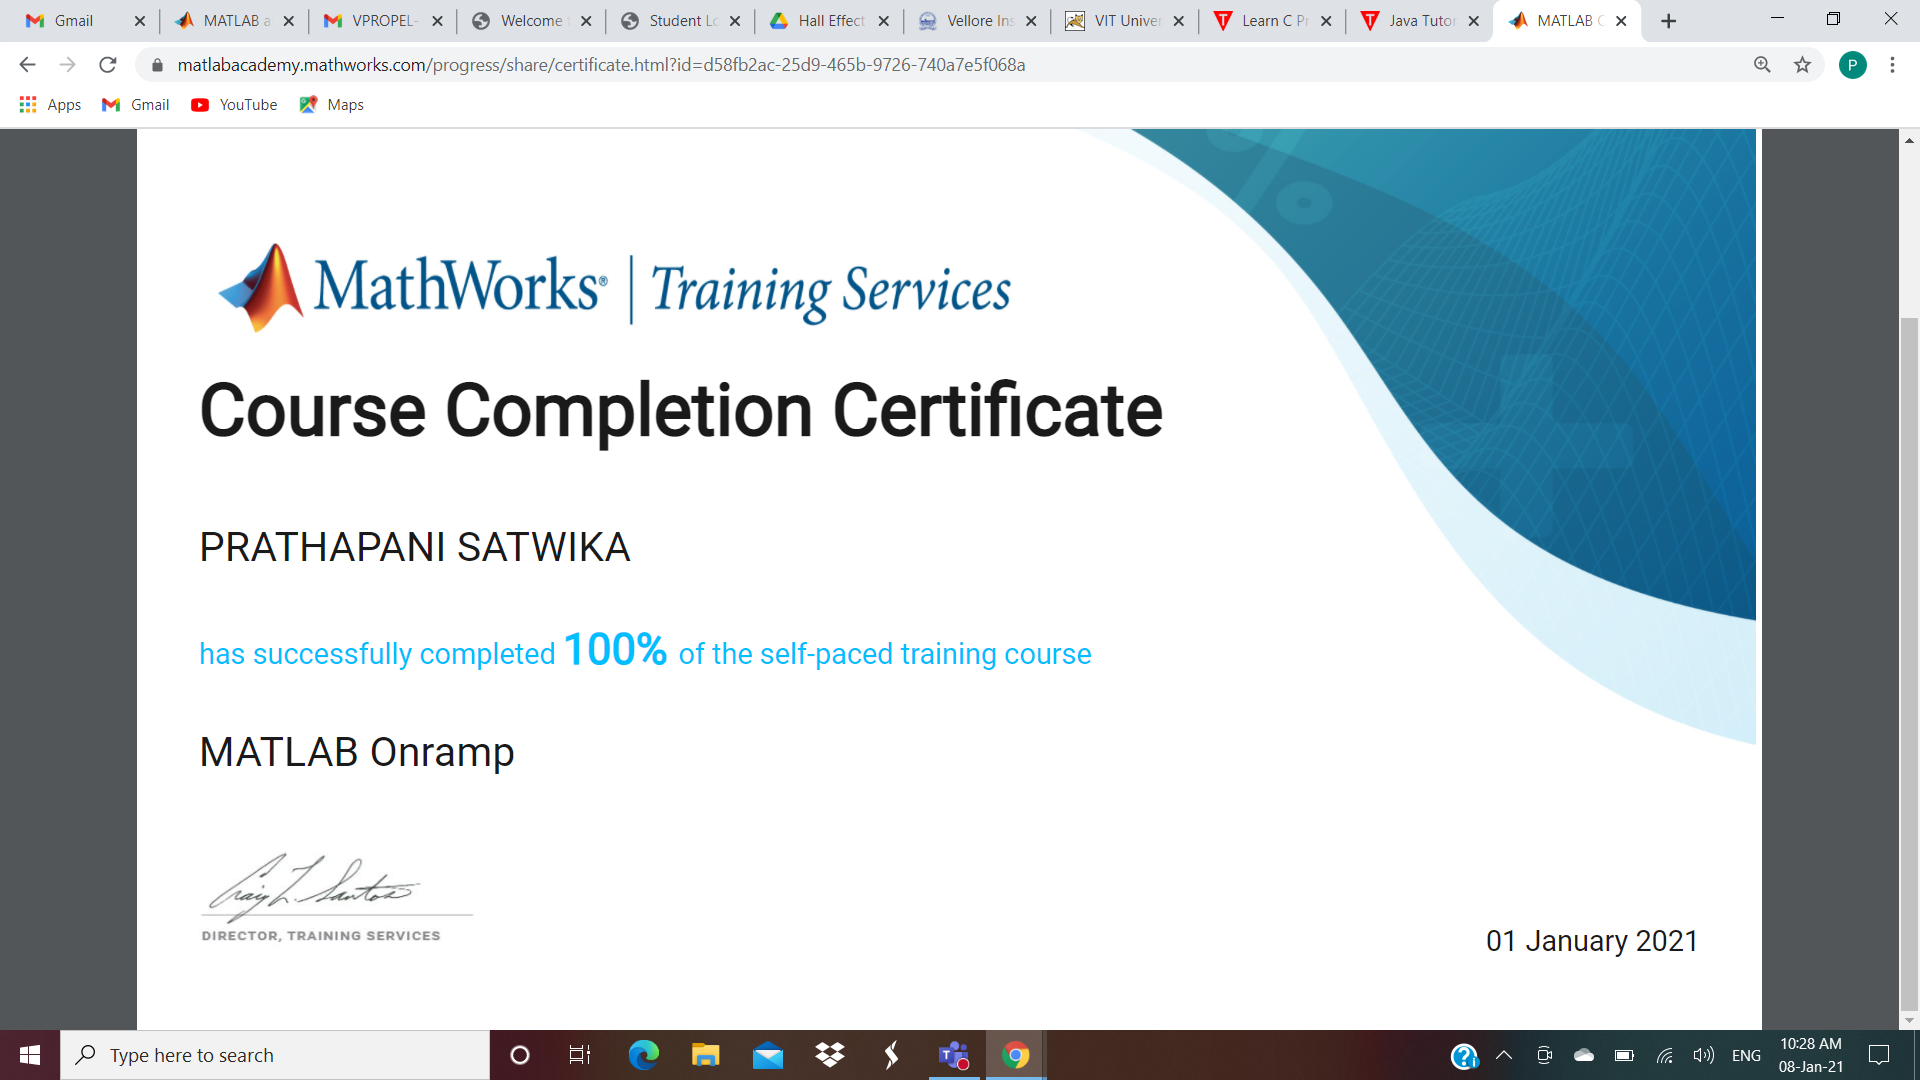 Gmail
MATLAB a
VPROPEL-
Welcome
Student Lo
Hall Effect
Vellore Ins
VIT Univer
Learn C Pr
Java Tutor
MATLAB C
matlabacademy.mathworks.com/progress/share/certificate.html?id=d58fb2ac-25d9-465b-9726-740a7e5f068a
P
Apps
Gmail
YouTube
Maps
MathWorks® | Training Services
Course Completion Certificate
PRATHAPANI SATWIKA
has successfully completed 100% of the self-paced training course
MATLAB Onramp
Craig L. Santos
DIRECTOR, TRAINING SERVICES
01 January 2021
Type here to search
ENG
10:28 AM
08-Jan-21